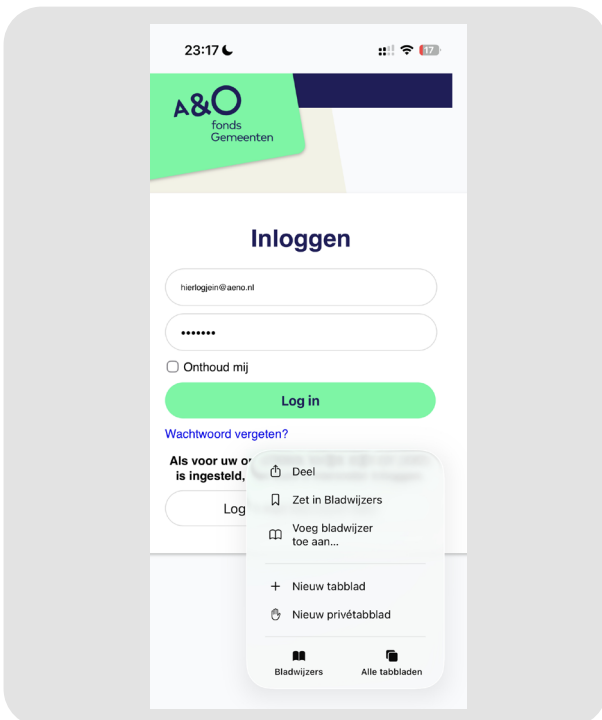 23:17
17
A&O
fonds
Gemeenten
Inloggen
hierlogjein@aeno.nl
•••••••
Onthoud mij
Log in
Wachtwoord vergeten?
Als voor uw
is ingesteld,
Log
Deel
Zet in Bladwijzers
Voeg bladwijzer
toe aan...
Nieuw tabblad
Nieuw privétabblad
Bladwijzers Alle tabbladen